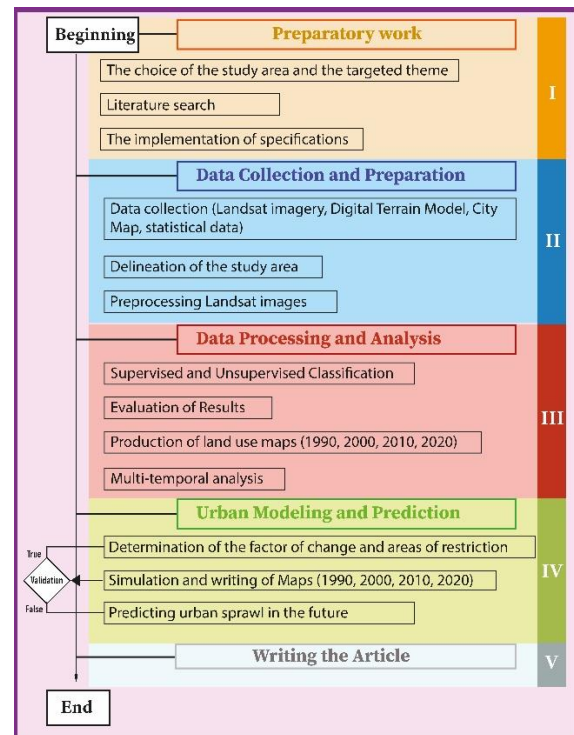 Beginning
Preparatory work
The choice of the study area and the targeted theme
Literature search
The implementation of specifications
I
Data Collection and Preparation
Data collection (Landsat imagery, Digital Terrain Model, City
Map, statistical data)
Delineation of the study area
Preprocessing Landsat images
II
Data Processing and Analysis
Supervised and Unsupervised Classification
Evaluation of Results
Production of land use maps (1990, 2000, 2010, 2020)
Multi-temporal analysis
III
Urban Modeling and Prediction
True
Determination of the factor of change and areas of restriction
Validation
Simulation and writing of Maps (1990, 2000, 2010, 2020)
False
Predicting urban sprawl in the future
IV
Writing the Article
V
End